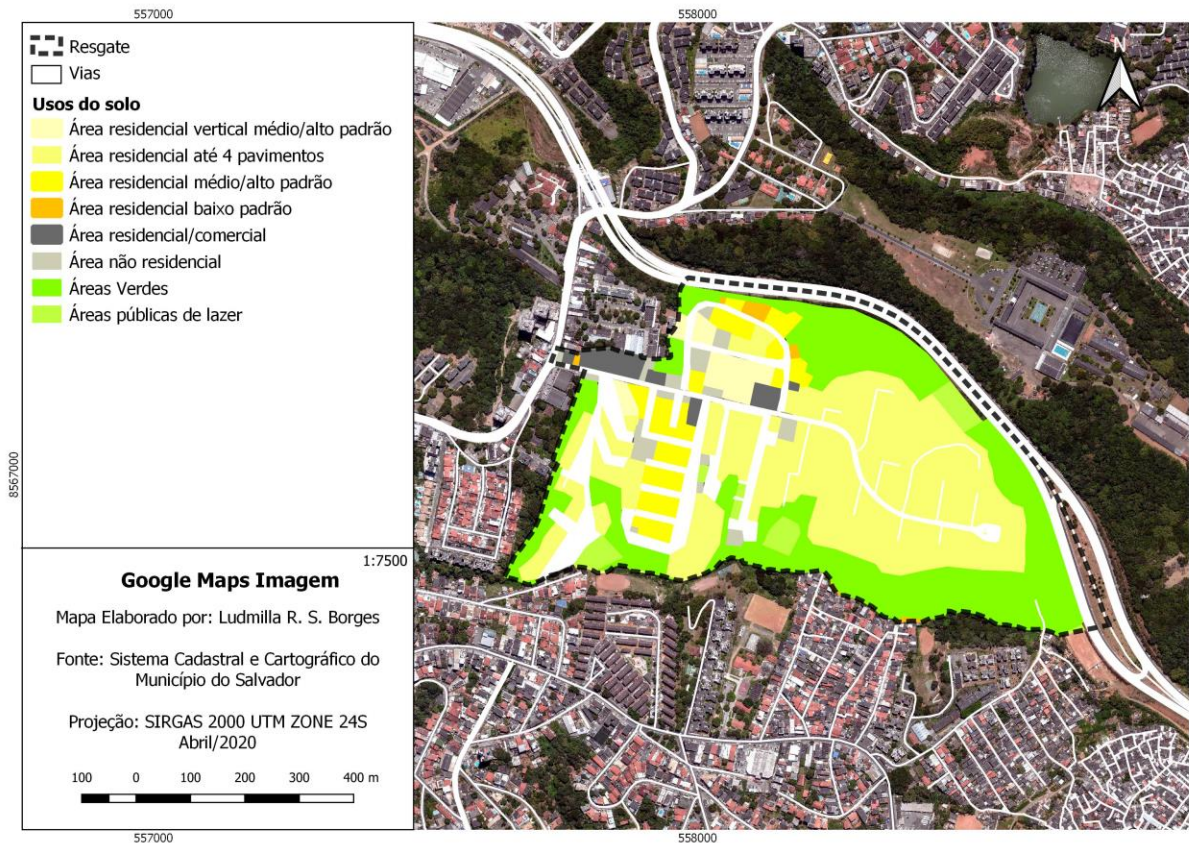 557000
558000
Resgate
Vias
Usos do solo
Área residencial vertical médio/alto padrão
Área residencial até 4 pavimentos
Área residencial médio/alto padrão
Área residencial baixo padrão
Área residencial/comercial
Área não residencial
Áreas Verdes
Áreas públicas de lazer
N
8567000
1:7500
Google Maps Imagem
Mapa Elaborado por: Ludmilla R. S. Borges
Fonte: Sistema Cadastral e Cartográfico do
Município do Salvador
Projeção: SIRGAS 2000 UTM ZONE 24S
Abril/2020
100 0 100 200 300 400 m
557000
558000